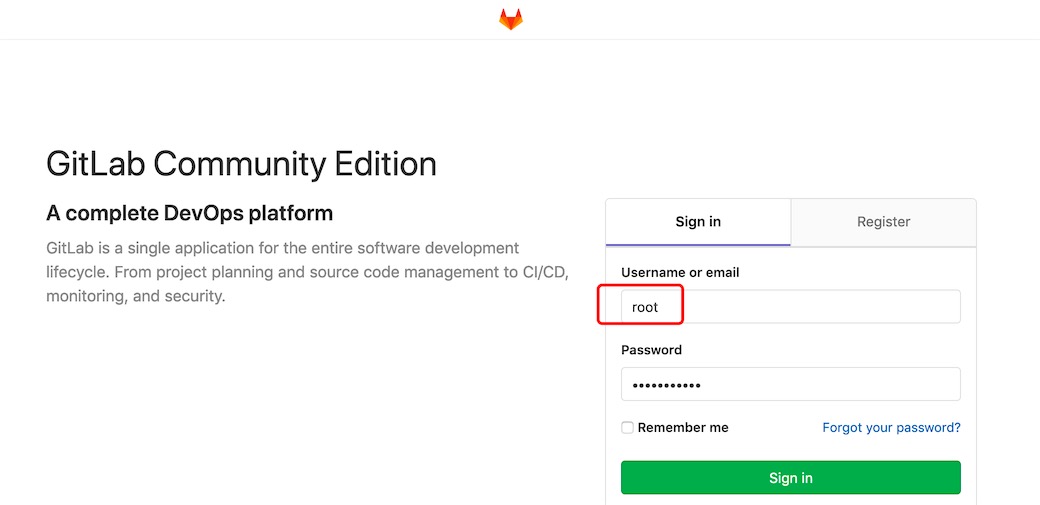 GitLab Community Edition
A complete DevOps platform
GitLab is a single application for the entire software development
lifecycle. From project planning and source code management to CI/CD,
monitoring, and security.
Sign in
Register
Username or email
root
Password
•••••••••••
Remember me
Forgot your password?
Sign in